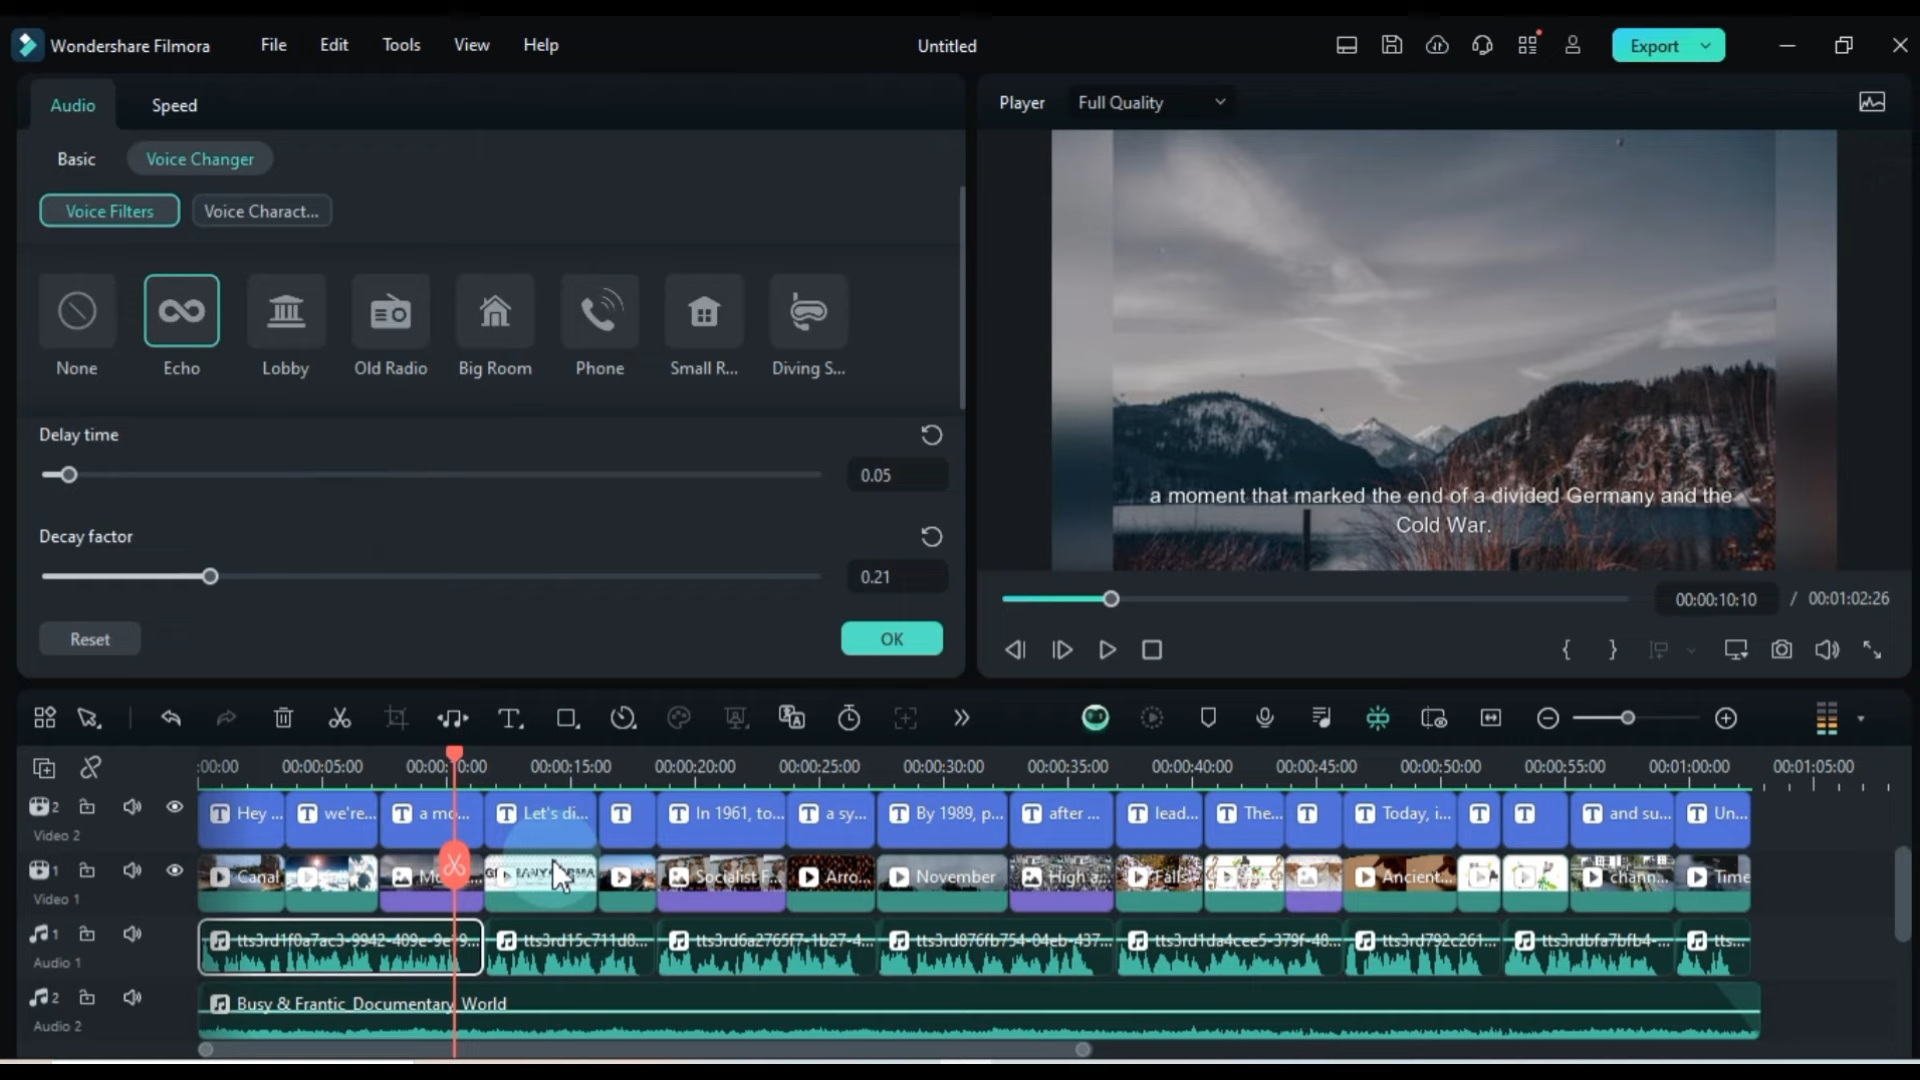 Wondershare Filmora File Edit Tools View Help Untitled Export
Audio Speed
Player Full Quality
Basic Voice Changer
Voice Filters Voice Charact...
None Echo Lobby Old Radio Big Room Phone Small R... Diving S...
Delay time
0.05
Decay factor
0.21
Reset OK
a moment that marked the end of a divided Germany and the
Cold War.
00:00:10:10 / 00:01:02:26
:00:00 00:00:05:00 00:00:10:00 00:00:15:00 00:00:20:00 00:00:25:00 00:00:30:00 00:00:35:00 00:00:40:00 00:00:45:00 00:00:50:00 00:00:55:00 00:01:00:00 00:01:05:00
2 Hey ... we're... a mo... Let's di... In 1961, to... a sy... By 1989, p... after ... lead... The... Today, i... and su... Un...
Video 2
1 Canal Socialist F... Arro... November High a... Falls Ancient... chann... Time
Video 1
1 tts3rd1f0a7ac3-9942-409e-9e... tts3rd15c711d8... tts3rd6a2765f7-1b27-4... tts3rd876fb754-04eb-437... tts3rd1da4cee5-379f-48... tts3rd792c261... tts3rdbfa7bfb4-... tts...
Audio 1
2 Busy & Frantic_Documentary_World
Audio 2